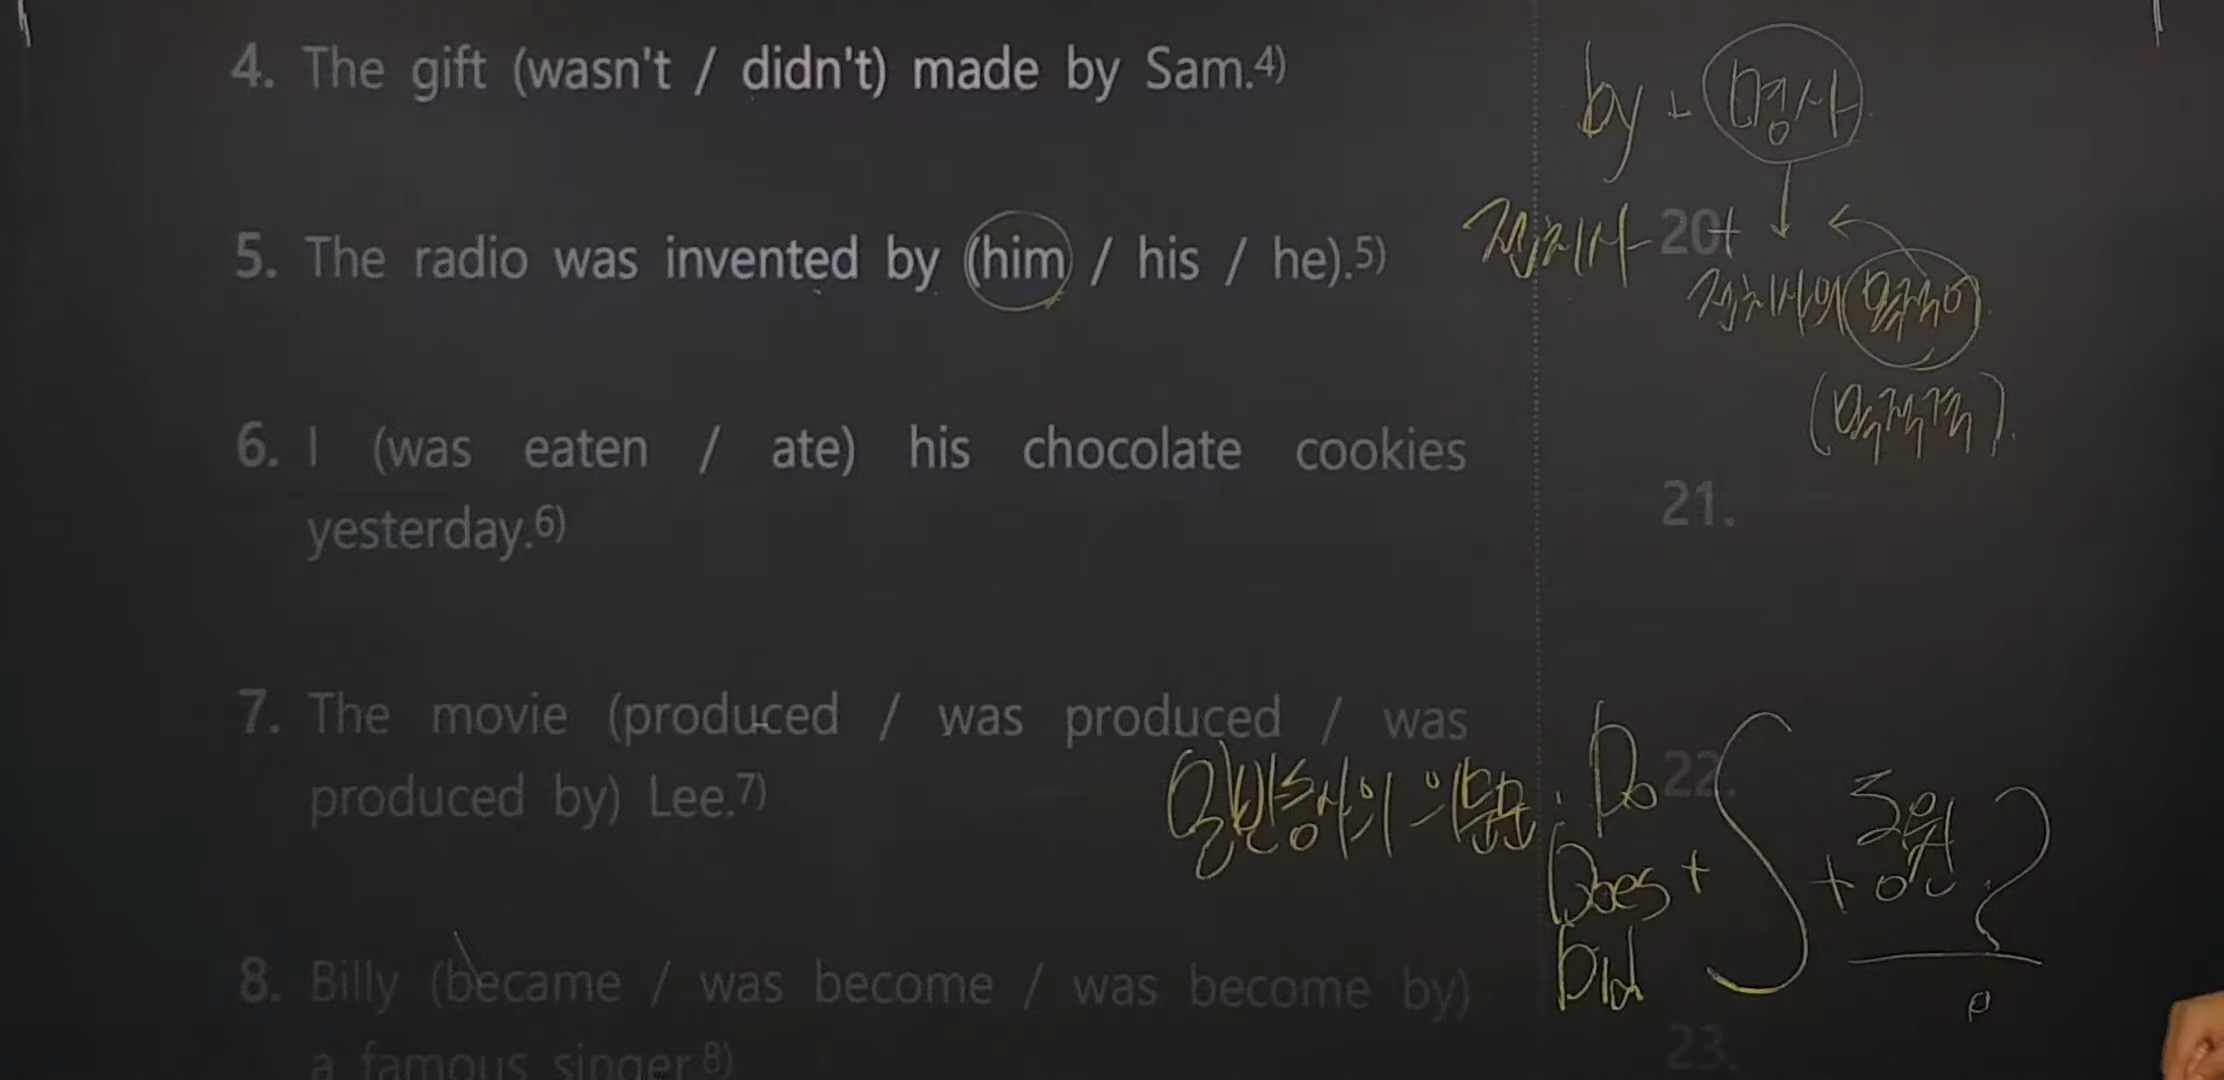 4. The gift (wasn't / didn't) made by Sam.4)
by + 명사
5. The radio was invented by (him / his / he).5)
전치사 20. +
전치사의 목적어
(목적격)
6. I (was eaten / ate) his chocolate cookies
yesterday.6)
21.
7. The movie (produced / was produced / was
produced by) Lee.7)
22.
일반동사의 의문문 : Do
Does + S + 동원 ?
Did
8. Billy (became / was become / was become by)
a famous singer.8)
23.